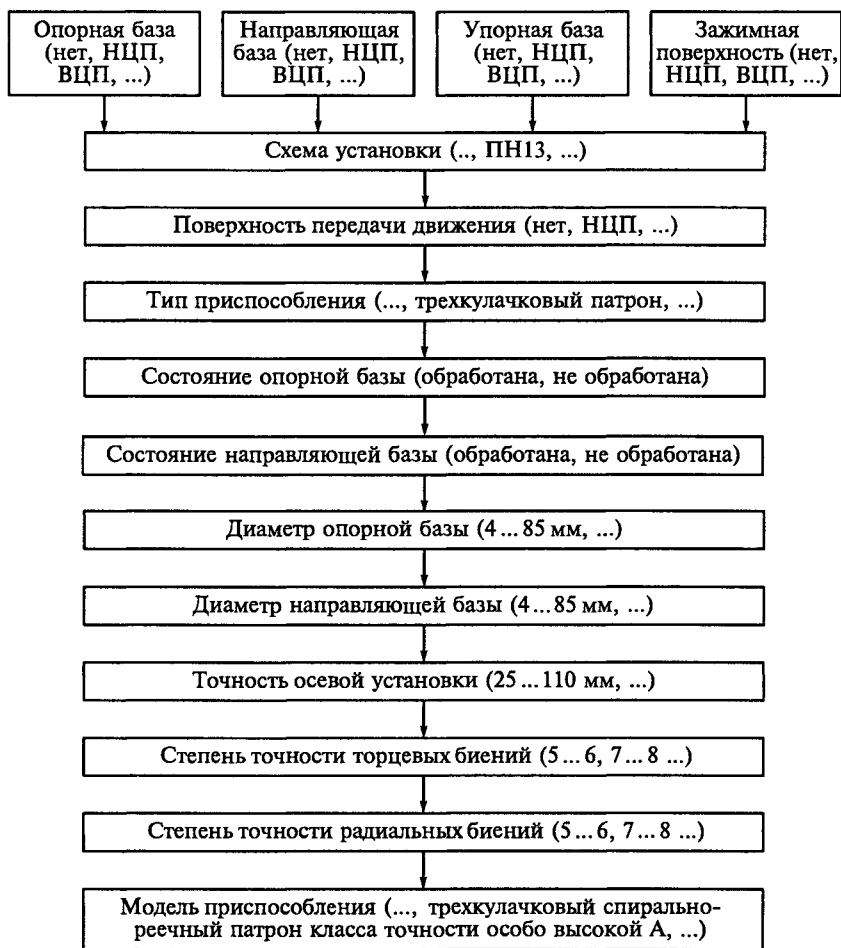 Опорная база
(нет, НЦП,
ВЦП, ...)
Направляющая
база (нет, НЦП,
ВЦП, ...)
Упорная база
(нет, НЦП,
ВЦП, ...)
Зажимная
поверхность (нет,
НЦП, ВЦП, ...)
Схема установки (.., ПН13, ...)
Поверхность передачи движения (нет, НЦП, ...)
Тип приспособления (..., трехкулачковый патрон, ...)
Состояние опорной базы (обработана, не обработана)
Состояние направляющей базы (обработана, не обработана)
Диаметр опорной базы (4 ... 85 мм, ...)
Диаметр направляющей базы (4 ... 85 мм, ...)
Точность осевой установки (25 ... 110 мм, ...)
Степень точности торцевых биений (5 ... 6, 7 ... 8 ...)
Степень точности радиальных биений (5 ... 6, 7 ... 8 ...)
Модель приспособления (..., трехкулачковый спирально-
реечный патрон класса точности особо высокой А, ...)